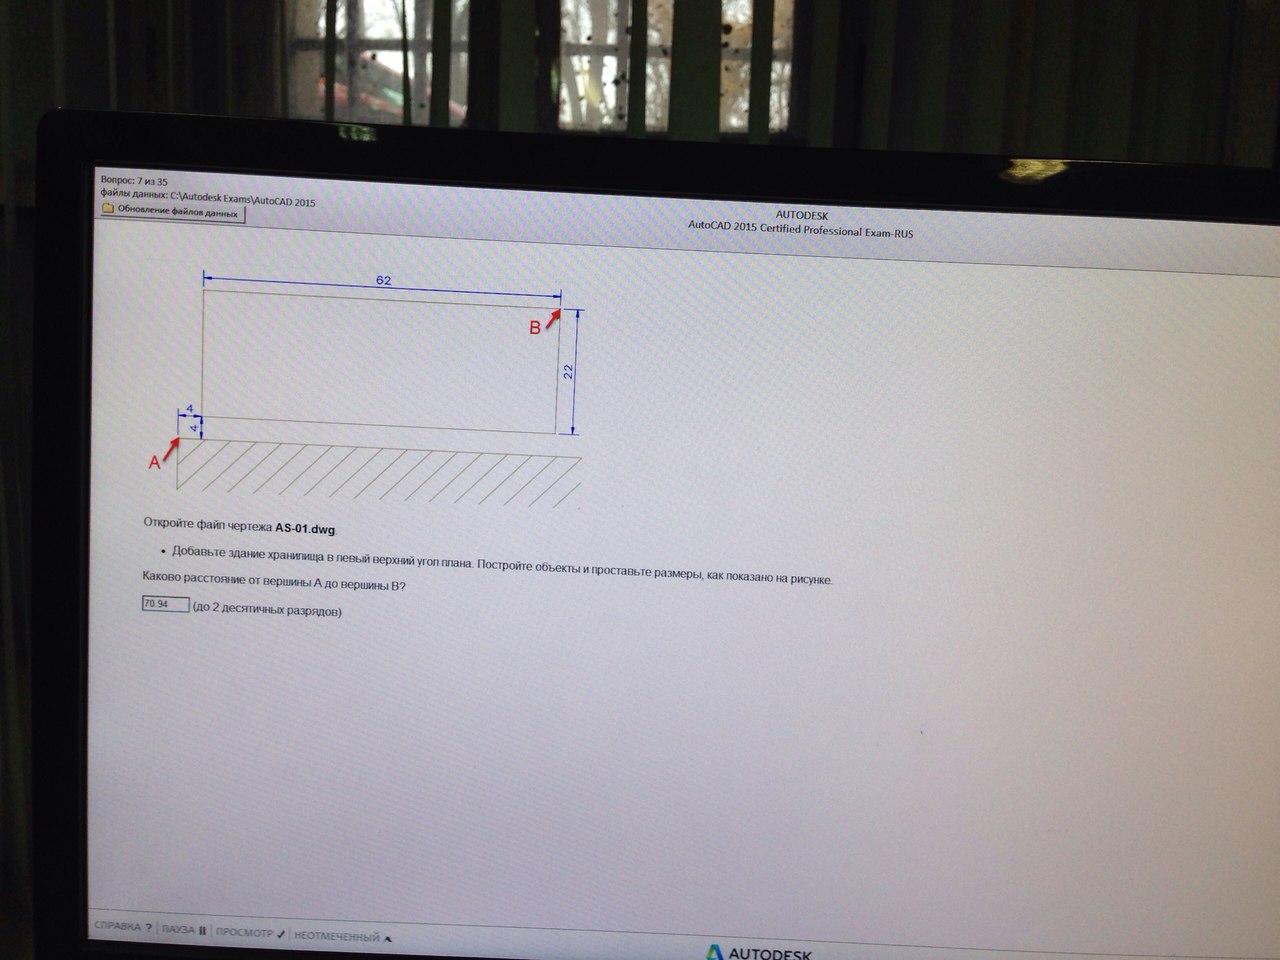 Вопрос: 7 из 35
файлы данных: C:\Autodesk Exams\AutoCAD 2015
Обновление файлов данных
AUTODESK
AutoCAD 2015 Certified Professional Exam-RUS
62
B
22
4
4
A
Откройте файл чертежа AS-01.dwg.
• Добавьте здание хранилища в левый верхний угол плана. Постройте объекты и проставьте размеры, как показано на рисунке.
Каково расстояние от вершины A до вершины B?
70.94 (до 2 десятичных разрядов)
СПРАВКА ? ПАУЗА ПРОСМОТР НЕОТМЕЧЕННЫЙ
AUTODESK